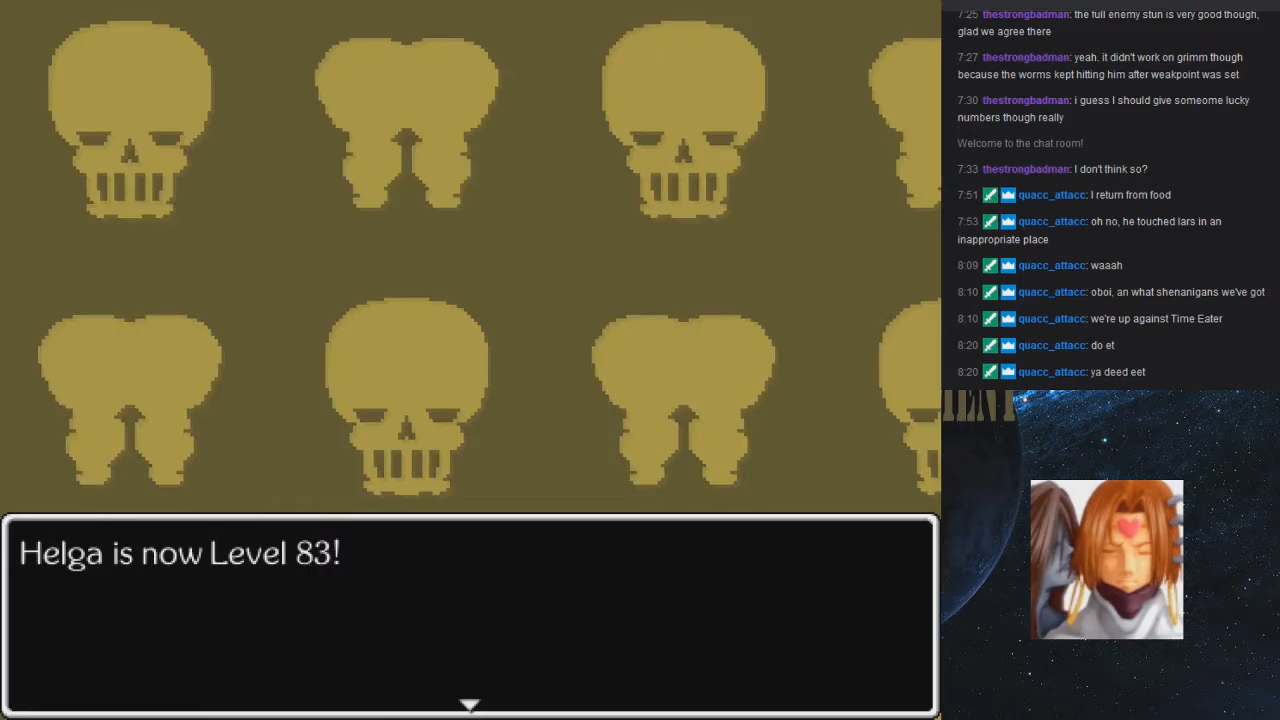 7:25 thestrongbadman: the full enemy stun is very good though,
glad we agree there
7:27 thestrongbadman: yeah. it didn't work on grimm though
because the worms kept hitting him after weakpoint was set
7:30 thestrongbadman: i guess I should give someome lucky
numbers though really
Welcome to the chat room!
7:33 thestrongbadman: I don't think so?
7:51 quacc_attacc: I return from food
7:53 quacc_attacc: oh no, he touched lars in an
inappropriate place
8:09 quacc_attacc: waaah
8:10 quacc_attacc: oboi, an what shenanigans we've got
8:10 quacc_attacc: we're up against Time Eater
8:20 quacc_attacc: do et
8:20 quacc_attacc: ya deed eet
Helga is now Level 83!